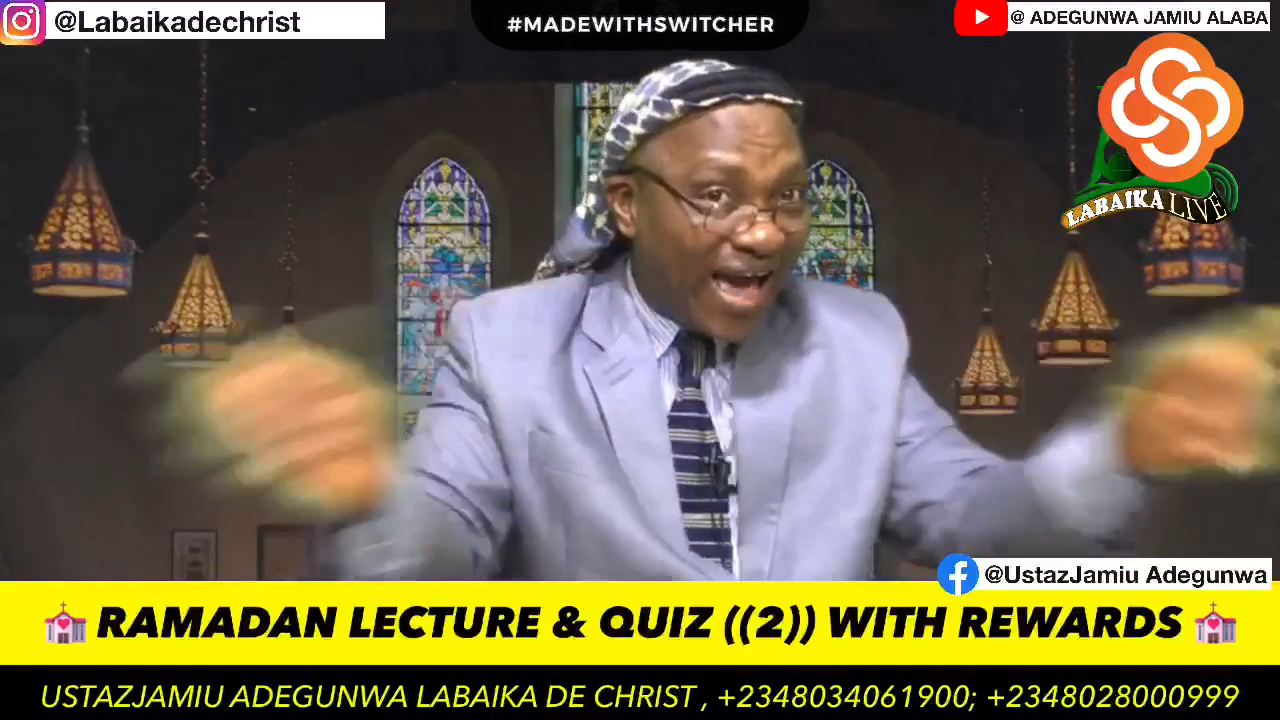 @Labaikadechrist
#MADEWITHSWITCHER
@ ADEGUNWA JAMIU ALABA
LABAIKA LIVE
@UstazJamiu Adegunwa
RAMADAN LECTURE & QUIZ ((2)) WITH REWARDS
USTAZJAMIU ADEGUNWA LABAIKA DE CHRIST , +2348034061900; +2348028000999